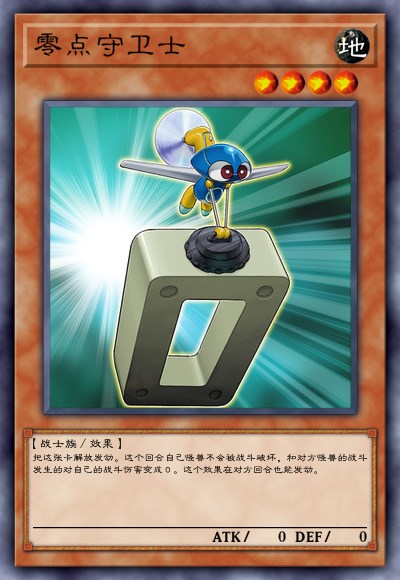 零点守卫士
地
【战士族／效果】
把这张卡解放发动。这个回合自己怪兽不会被战斗破坏，和对方怪兽的战斗
发生的对自己的战斗伤害变成０。这个效果在对方回合也能发动。
ATK/ 0 DEF/ 0